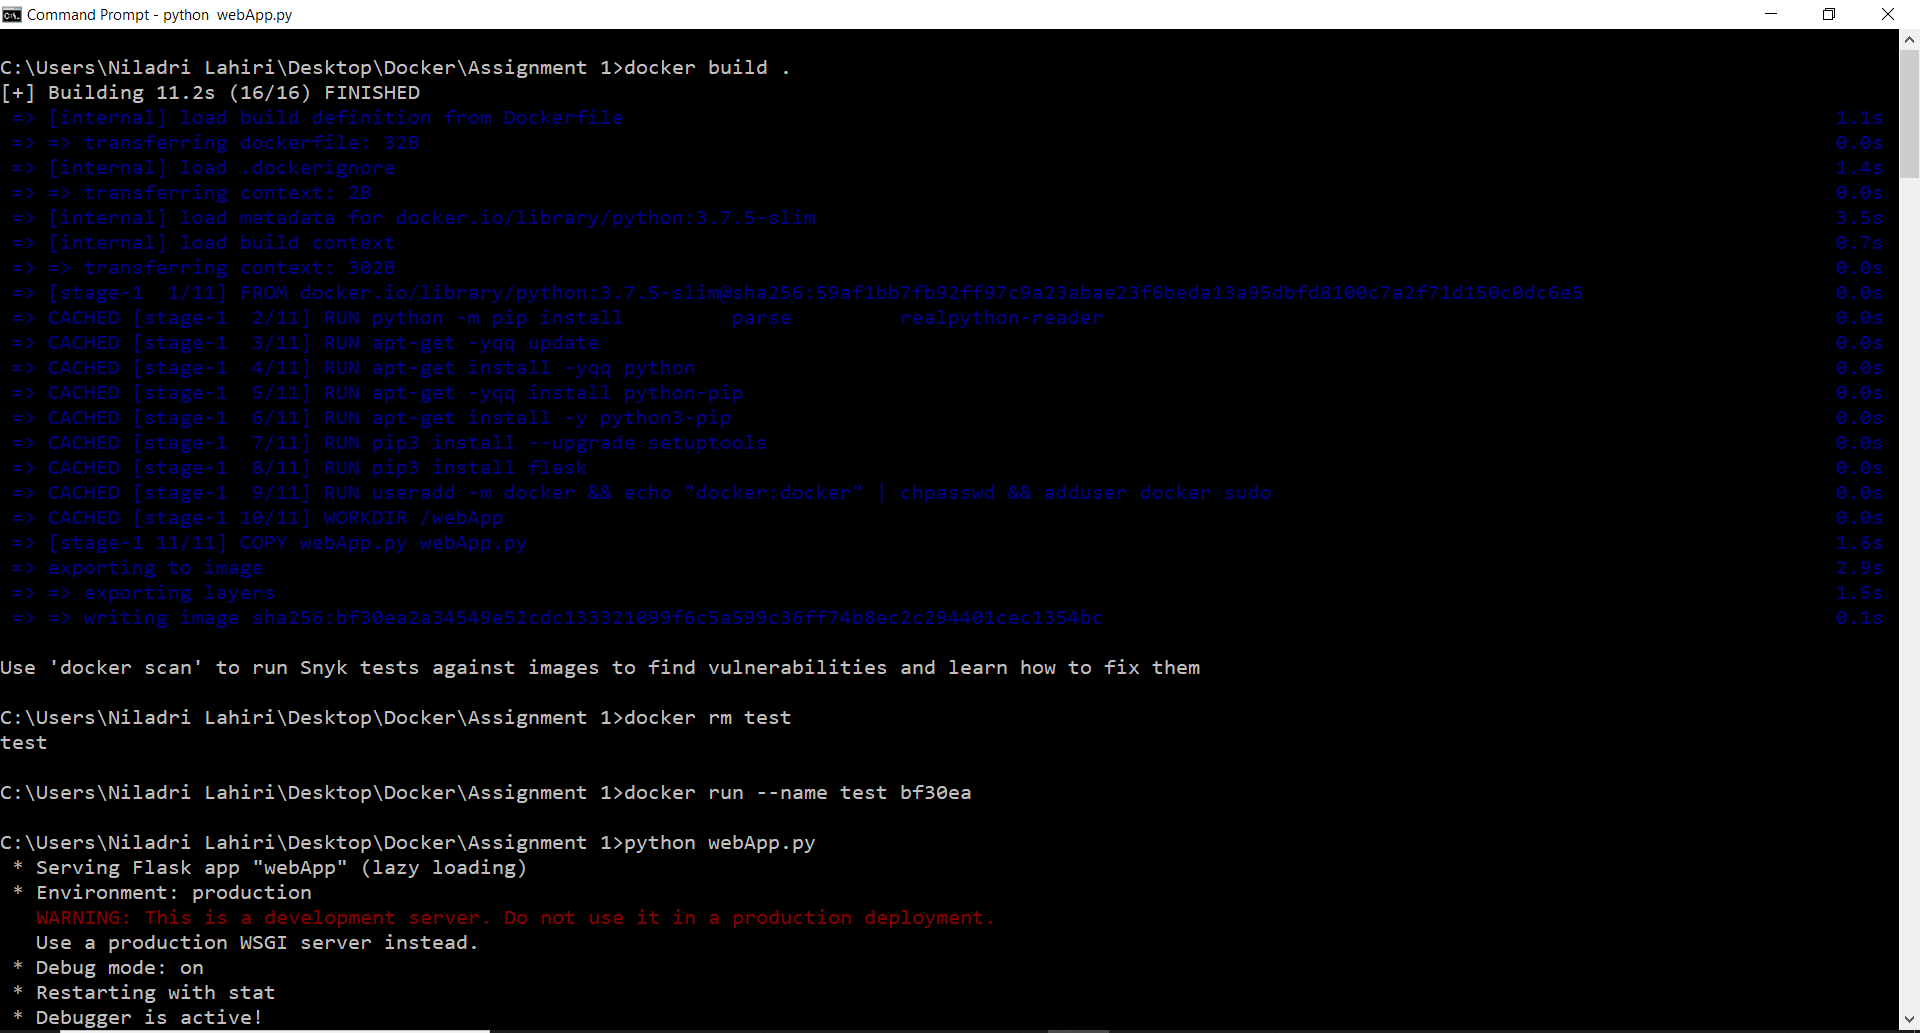 Command Prompt - python  webApp.py
C:\Users\Niladri Lahiri\Desktop\Docker\Assignment 1>docker build .
[+] Building 11.2s (16/16) FINISHED
=> [internal] load build definition from Dockerfile 1.1s
=> => transferring dockerfile: 32B 0.0s
=> [internal] load .dockerignore 1.4s
=> => transferring context: 2B 0.0s
=> [internal] load metadata for docker.io/library/python:3.7.5-slim 3.5s
=> [internal] load build context 0.7s
=> => transferring context: 302B 0.0s
=> [stage-1  1/11] FROM docker.io/library/python:3.7.5-slim@sha256:59af1bb7fb92ff97c9a23abae23f6beda13a95dbfd8100c7a2f71d150c0dc6e5 0.0s
=> CACHED [stage-1  2/11] RUN python -m pip install         parse         realpython-reader 0.0s
=> CACHED [stage-1  3/11] RUN apt-get -yqq update 0.0s
=> CACHED [stage-1  4/11] RUN apt-get install -yqq python 0.0s
=> CACHED [stage-1  5/11] RUN apt-get -yqq install python-pip 0.0s
=> CACHED [stage-1  6/11] RUN apt-get install -y python3-pip 0.0s
=> CACHED [stage-1  7/11] RUN pip3 install --upgrade setuptools 0.0s
=> CACHED [stage-1  8/11] RUN pip3 install flask 0.0s
=> CACHED [stage-1  9/11] RUN useradd -m docker && echo "docker:docker" | chpasswd && adduser docker sudo 0.0s
=> CACHED [stage-1 10/11] WORKDIR /webApp 0.0s
=> [stage-1 11/11] COPY webApp.py webApp.py 1.6s
=> exporting to image 2.9s
=> => exporting layers 1.5s
=> => writing image sha256:bf30ea2a34549e52cdc133321099f6c5a599c36ff74b8ec2c294401cec1354bc 0.1s
Use 'docker scan' to run Snyk tests against images to find vulnerabilities and learn how to fix them
C:\Users\Niladri Lahiri\Desktop\Docker\Assignment 1>docker rm test
test
C:\Users\Niladri Lahiri\Desktop\Docker\Assignment 1>docker run --name test bf30ea
C:\Users\Niladri Lahiri\Desktop\Docker\Assignment 1>python webApp.py
* Serving Flask app "webApp" (lazy loading)
* Environment: production
WARNING: This is a development server. Do not use it in a production deployment.
Use a production WSGI server instead.
* Debug mode: on
* Restarting with stat
* Debugger is active!